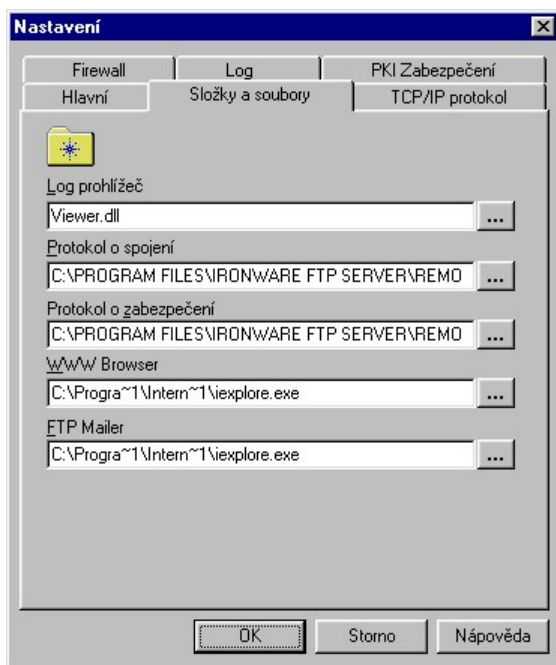 Nastavení
Firewall Log PKI Zabezpečení
Hlavní Složky a soubory TCP/IP protokol
Log prohlížeč
Viewer.dll ...
Protokol o spojení
C:\PROGRAM FILES\IRONWARE FTP SERVER\REMO ...
Protokol o zabezpečení
C:\PROGRAM FILES\IRONWARE FTP SERVER\REMO ...
WWW Browser
C:\Progra~1\Intern~1\iexplore.exe ...
FTP Mailer
C:\Progra~1\Intern~1\iexplore.exe ...
OK Storno Nápověda